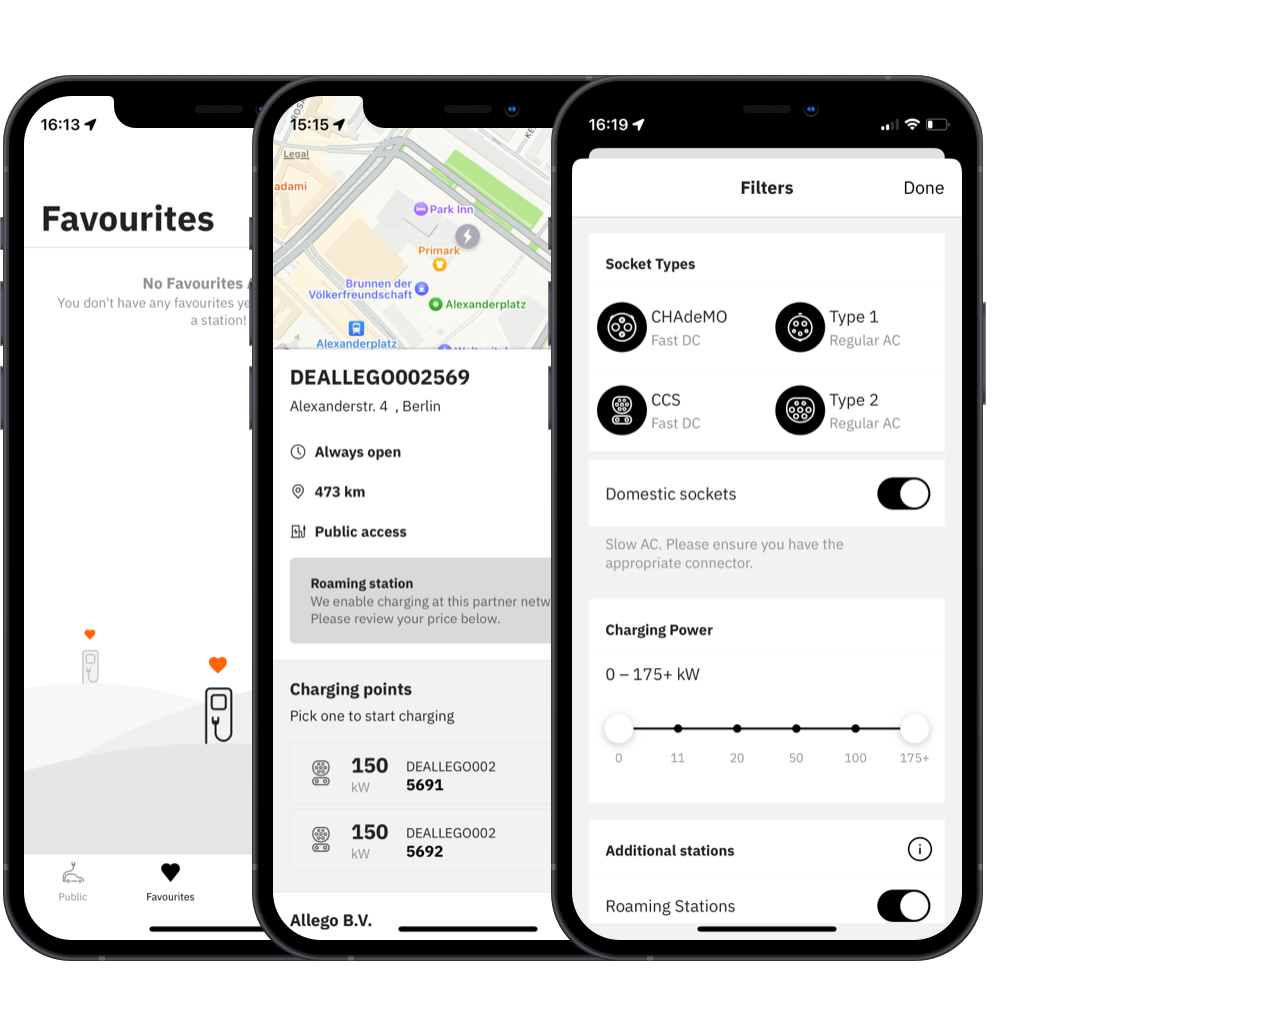 16:13
Favourites
No Favourites
You don't have any favourites
a station!
Public
Favourites
15:15
Legal
adami
Park Inn
Primark
Brunnen der
Völkerfreundschaft
Alexanderplatz
Alexanderplatz
DEALLEGO002569
Alexanderstr. 4 , Berlin
Always open
473 km
Public access
Roaming station
We enable charging at this partner netw
Please review your price below.
Charging points
Pick one to start charging
150
kW
DEALLEGO002
5691
150
kW
DEALLEGO002
5692
Allego B.V.
16:19
Filters
Done
Socket Types
CHAdeMO
Fast DC
Type 1
Regular AC
CCS
Fast DC
Type 2
Regular AC
Domestic sockets
Slow AC. Please ensure you have the
appropriate connector.
Charging Power
0 – 175+ kW
0 11 20 50 100 175+
Additional stations
Roaming Stations